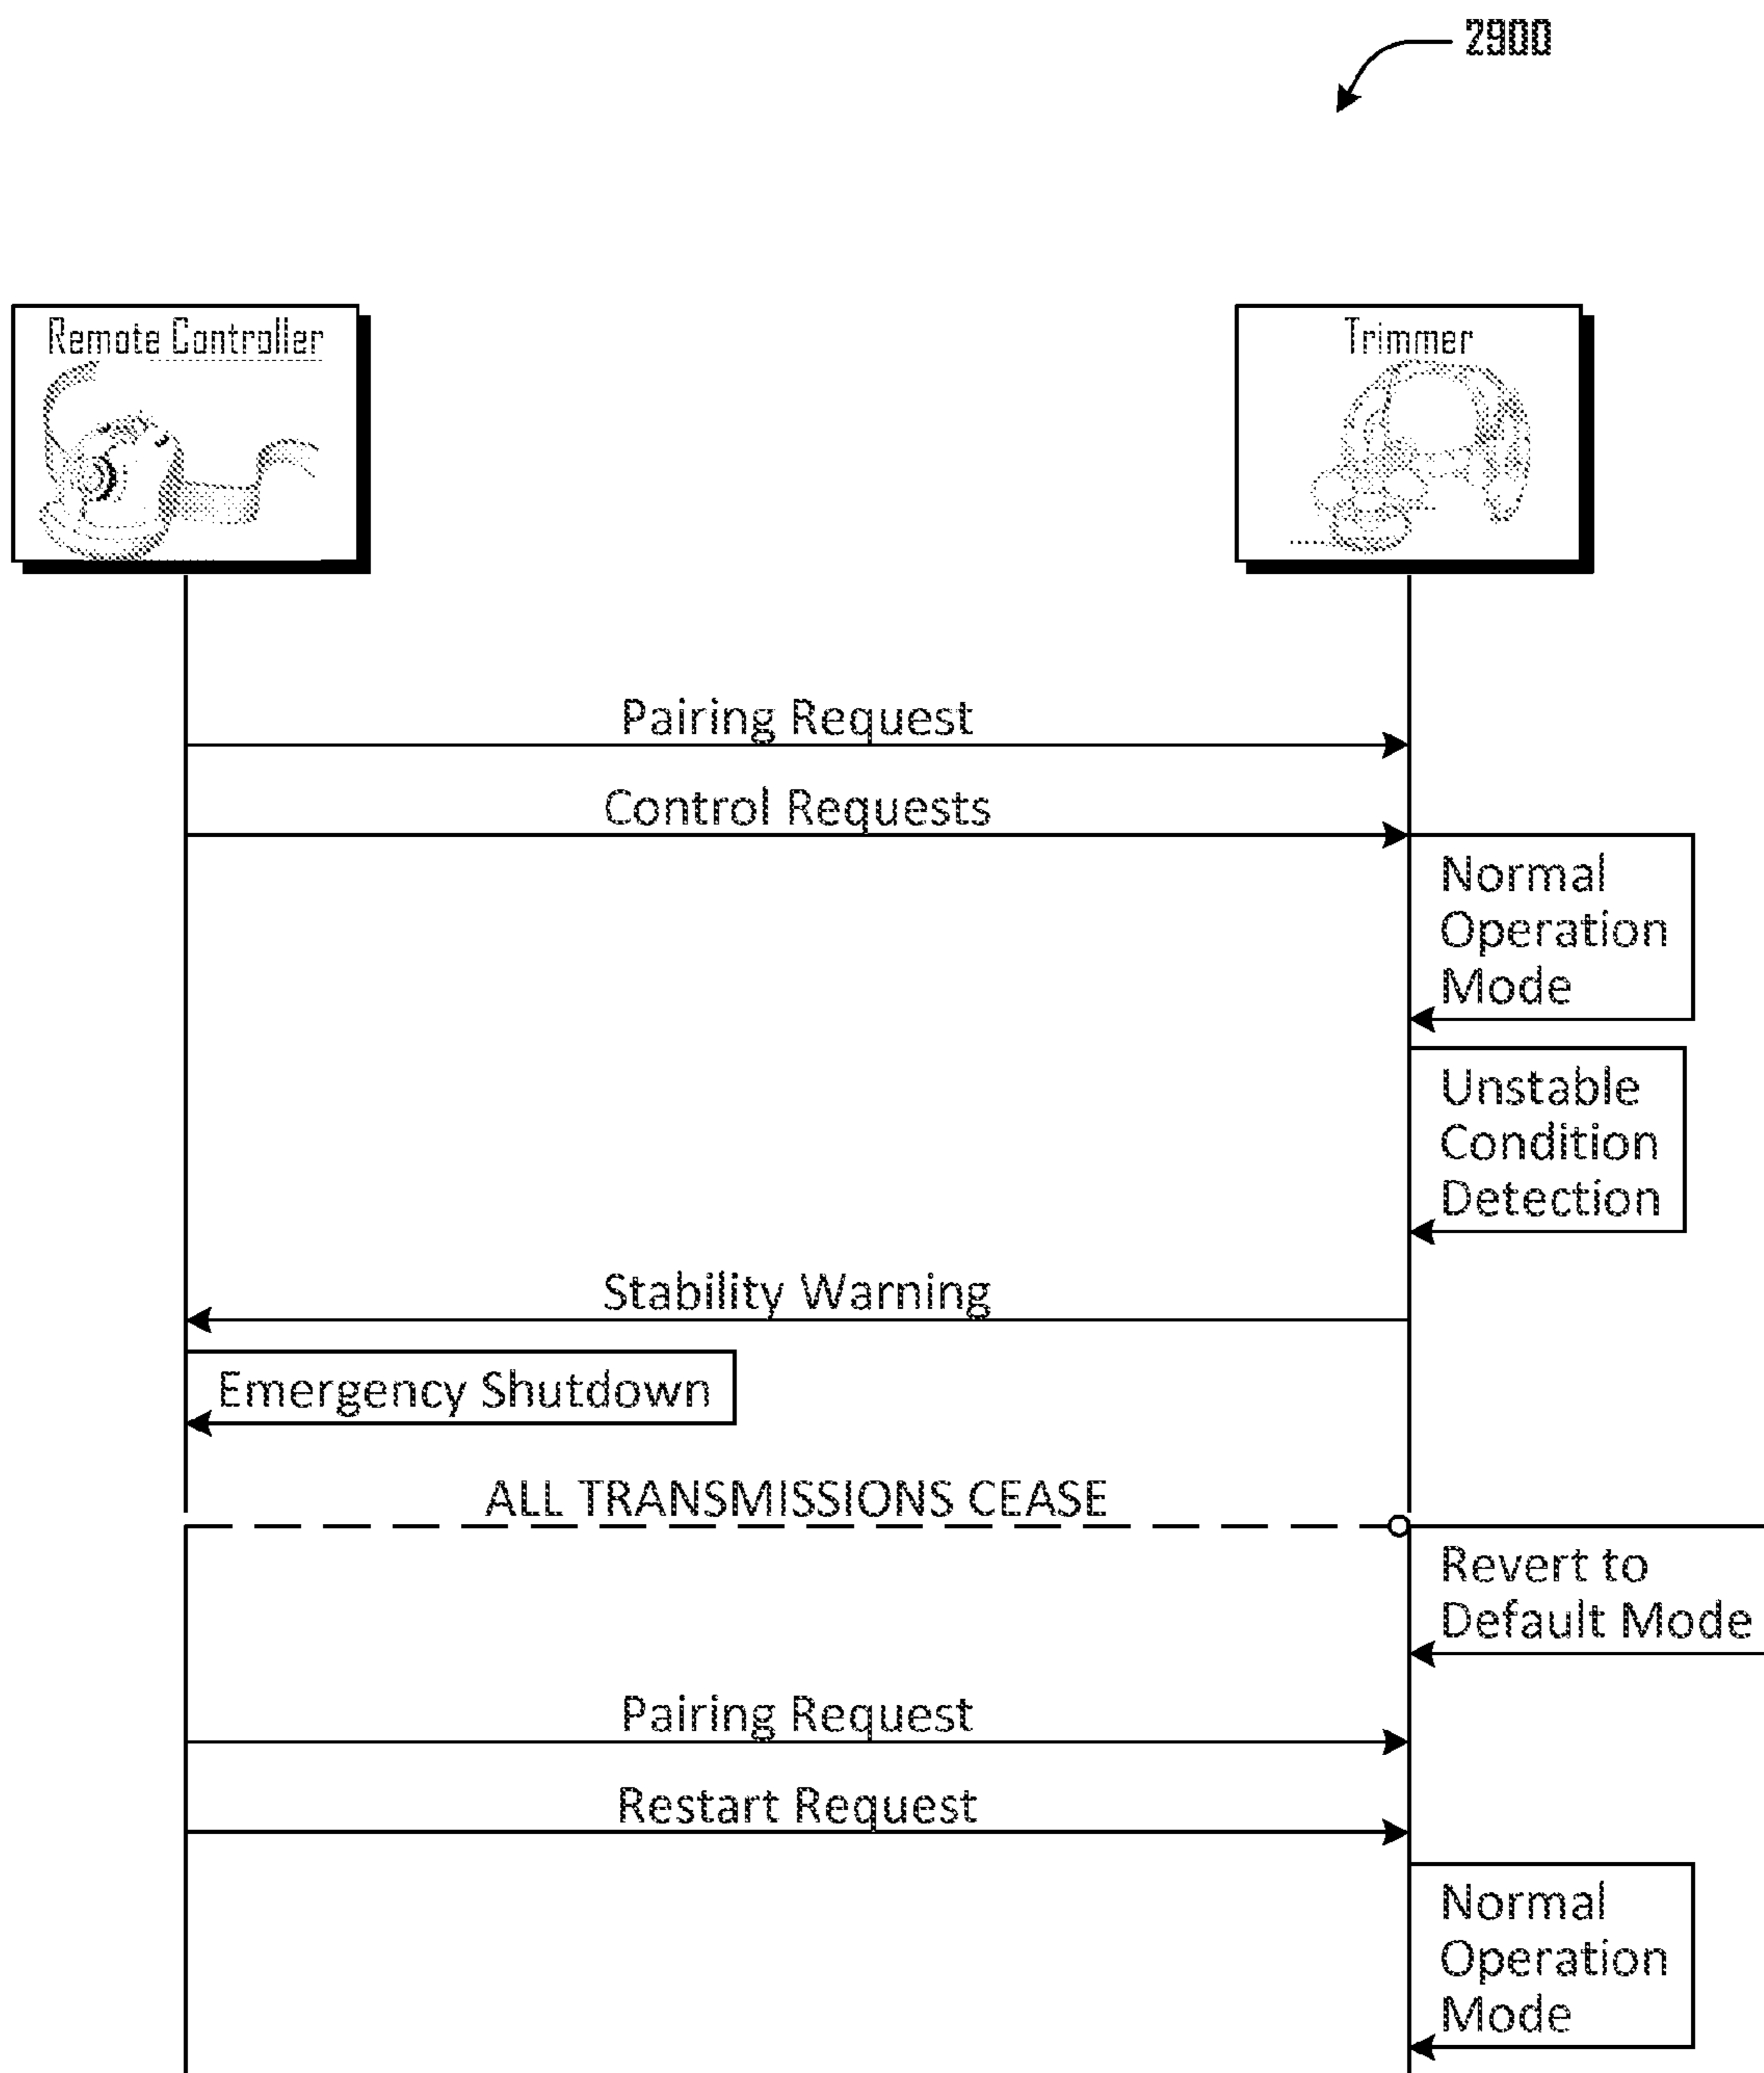 2900
Remote Controller
Trimmer
Pairing Request
Control Requests
Normal
Operation
Mode
Unstable
Condition
Detection
Stability Warning
Emergency Shutdown
ALL TRANSMISSIONS CEASE
Revert to
Default Mode
Pairing Request
Restart Request
Normal
Operation
Mode